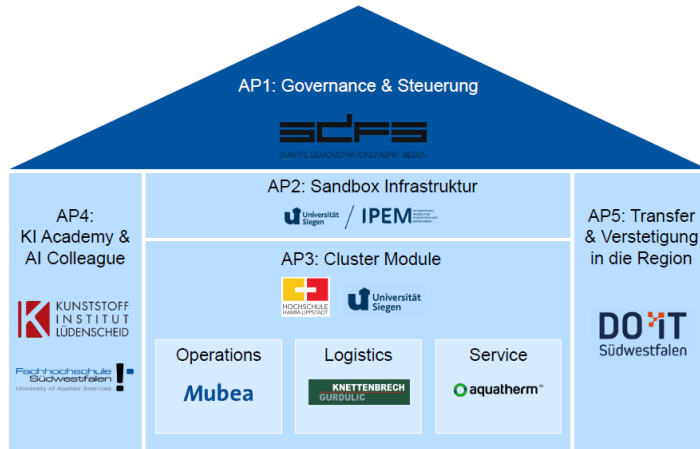 AP1: Governance & Steuerung
SDFS
SMARTE DEMONSTRATIONSFABRIK SIEGEN
AP4:
KI Academy &
AI Colleague
KUNSTSTOFF
INSTITUT
LÜDENSCHEID
Fachhochschule
Südwestfalen
University of Applied Sciences
AP2: Sandbox Infrastruktur
Universität
Siegen
IPEM
AP3: Cluster Module
HOCHSCHULE
HAMM-LIPPSTADT
Universität
Siegen
Operations
Mubea
Logistics
KNETTENBRECH
GURDULIC
Service
aquatherm
AP5: Transfer
& Verstetigung
in die Region
DO IT
Südwestfalen